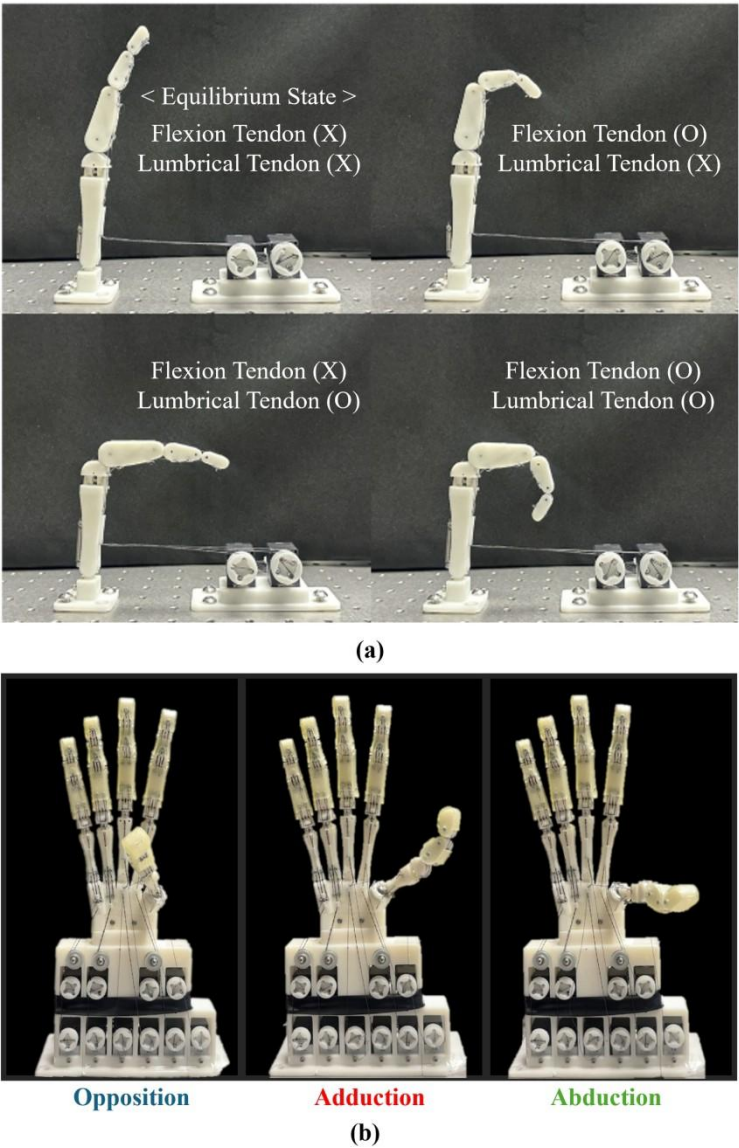 < Equilibrium State >
Flexion Tendon (X)
Lumbrical Tendon (X)
Flexion Tendon (O)
Lumbrical Tendon (X)
Flexion Tendon (X)
Lumbrical Tendon (O)
Flexion Tendon (O)
Lumbrical Tendon (O)
(a)
Opposition
Adduction
Abduction
(b)